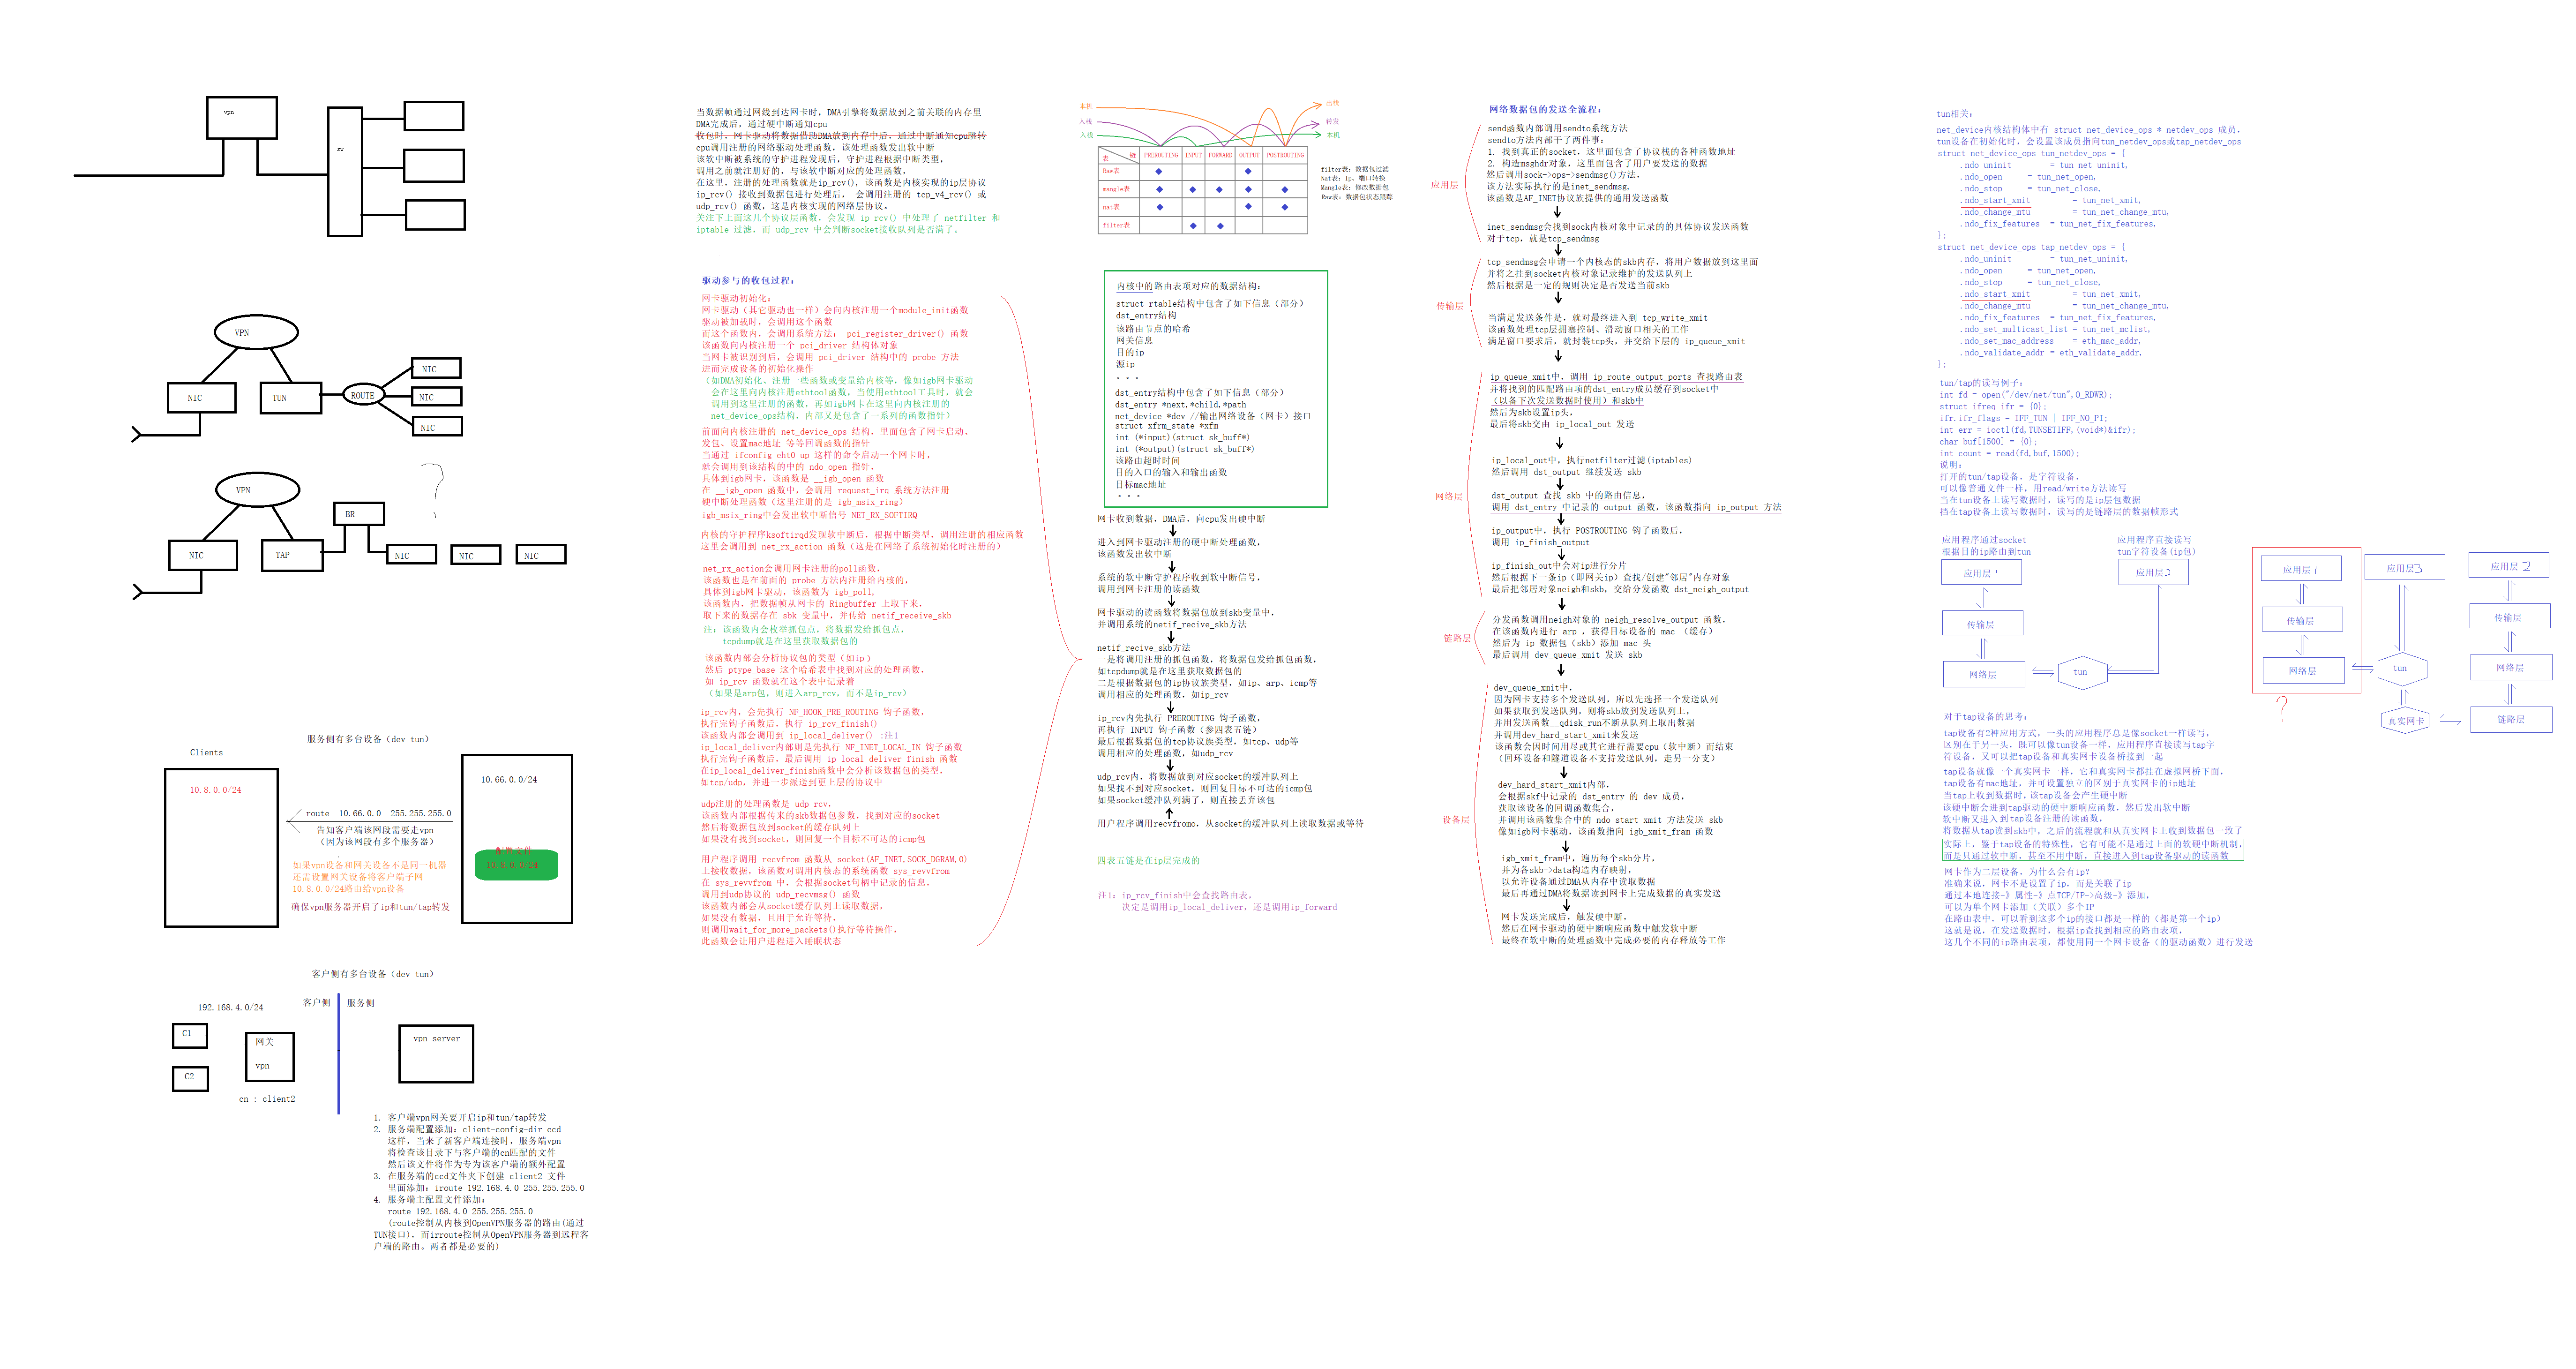 vpn
sw
VPN
NIC
TUN
ROUTE
NIC
NIC
NIC
VPN
BR
NIC
TAP
NIC
NIC
NIC
服务侧有多台设备（dev tun）
Clients
10.8.0.0/24
10.66.0.0/24
route 10.66.0.0 255.255.255.0
告知客户端该网段需要走vpn
（因为该网段有多个服务器）
如果vpn设备和网关设备不是同一机器
还需设置网关设备将客户端子网
10.8.0.0/24路由给vpn设备
确保vpn服务器开启了ip和tun/tap转发
配置文件
10.8.0.0/24
客户侧有多台设备（dev tun）
客户侧
服务侧
192.168.4.0/24
C1
网关
vpn
C2
cn : client2
vpn server
1. 客户端vpn网关要开启ip和tun/tap转发
2. 服务端配置添加：client-config-dir ccd
这样，当来了新客户端连接时，服务端vpn
将检查该目录下与客户端的cn匹配的文件
然后该文件将作为专为该客户端的额外配置
3. 在服务端的ccd文件夹下创建 client2 文件
里面添加：iroute 192.168.4.0 255.255.255.0
4. 服务端主配置文件添加：
route 192.168.4.0 255.255.255.0
(route控制从内核到OpenVPN服务器的路由(通过
TUN接口)，而irroute控制从OpenVPN服务器到远程客
户端的路由。两者都是必要的)
当数据帧通过网线到达网卡时，DMA引擎将数据放到之前关联的内存里
DMA完成后，通过硬中断通知cpu
收包时，网卡驱动将数据借助DMA放到内存中后，通过中断通知cpu跳转
cpu调用注册的网络驱动处理函数，该处理函数发出软中断
该软中断被系统的守护进程发现后，守护进程根据中断类型，
调用之前就注册好的，与该软中断对应的处理函数，
在这里，注册的处理函数就是ip_rcv()，该函数是内核实现的ip层协议
ip_rcv() 接收到数据包进行处理后， 会调用注册的 tcp_v4_rcv() 或
udp_rcv() 函数，这是内核实现的网络层协议。
关注下上面这几个协议层函数，会发现 ip_rcv() 中处理了 netfilter 和
iptable 过滤，而 udp_rcv 中会判断socket接收队列是否满了。
驱动参与的收包过程：
网卡驱动初始化：
网卡驱动（其它驱动也一样）会向内核注册一个module_init函数
驱动被加载时，会调用这个函数
而这个函数内，会调用系统方法： pci_register_driver() 函数
该函数向内核注册一个 pci_driver 结构体对象
当网卡被识别到后，会调用 pci_driver 结构中的 probe 方法
进而完成设备的初始化操作
（如DMA初始化、注册一些函数或变量给内核等，像如igb网卡驱动
会在这里向内核注册ethtool函数，当使用ethtool工具时，就会
调用到这里注册的函数，再如igb网卡在这里向内核注册的
net_device_ops结构，内部又是包含了一系列的函数指针）
前面向内核注册的 net_device_ops 结构，里面包含了网卡启动、
发包、设置mac地址 等等回调函数的指针
当通过 ifconfig eht0 up 这样的命令启动一个网卡时，
就会调用到该结构的中的 ndo_open 指针，
具体到igb网卡，该函数是 __igb_open 函数
在 __igb_open 函数中，会调用 request_irq 系统方法注册
硬中断处理函数（这里注册的是 igb_msix_ring）
igb_msix_ring中会发出软中断信号 NET_RX_SOFTIRQ
内核的守护程序ksoftirqd发现软中断后，根据中断类型，调用注册的相应函数
这里会调用到 net_rx_action 函数（这是在网络子系统初始化时注册的）
net_rx_action会调用网卡注册的poll函数，
该函数也是在前面的 probe 方法内注册给内核的，
具体到igb网卡驱动，该函数为 igb_poll，
该函数内，把数据帧从网卡的 Ringbuffer 上取下来，
取下来的数据存在 sbk 变量中，并传给 netif_receive_skb
注：该函数内会枚举抓包点，将数据发给抓包点，
tcpdump就是在这里获取数据包的
该函数内部会分析协议包的类型（如ip）
然后 ptype_base 这个哈希表中找到对应的处理函数，
如 ip_rcv 函数就在这个表中记录着
（如果是arp包，则进入arp_rcv，而不是ip_rcv）
ip_rcv内，会先执行 NF_HOOK_PRE_ROUTING 钩子函数，
执行完钩子函数后，执行 ip_rcv_finish()
该函数内部会调用到 ip_local_deliver() :注1
ip_local_deliver内部则是先执行 NF_INET_LOCAL_IN 钩子函数
执行完钩子函数后，最后调用 ip_local_deliver_finish 函数
在ip_local_deliver_finish函数中会分析该数据包的类型，
如tcp/udp，并进一步派送到更上层的协议中
udp注册的处理函数是 udp_rcv，
该函数内部根据传来的skb数据包参数，找到对应的socket
然后将数据包放到socket的缓存队列上
如果没有找到socket，则回复一个目标不可达的icmp包
用户程序调用 recvfrom 函数从 socket(AF_INET,SOCK_DGRAM,0)
上接收数据，该函数对调用内核态的系统函数 sys_revvfrom
在 sys_revvfrom 中，会根据socket句柄中记录的信息，
调用到udp协议的 udp_recvmsg() 函数
该函数内部会从socket缓存队列上读取数据，
如果没有数据，且用于允许等待，
则调用wait_for_more_packets()执行等待操作，
此函数会让用户进程进入睡眠状态
本机
入栈
入栈
出栈
转发
本机
表
链
PREROUTING
INPUT
FORWARD
OUTPUT
POSTROUTING
Raw表
mangle表
nat表
filter表
filter表：数据包过滤
Nat表：Ip、端口转换
Mangle表：修改数据包
Raw表：数据包状态跟踪
内核中的路由表项对应的数据结构：
struct rtable结构中包含了如下信息（部分）
dst_entry结构
该路由节点的哈希
网关信息
目的ip
源ip
。。。
dst_entry结构中包含了如下信息（部分）
dst_entry *next,*child,*path
net_device *dev //输出网络设备（网卡）接口
struct xfrm_state *xfm
int (*input)(struct sk_buff*)
int (*output)(struct sk_buff*)
该路由超时时间
目的入口的输入和输出函数
目标mac地址
。。。
网卡收到数据，DMA后，向cpu发出硬中断
进入到网卡驱动注册的硬中断处理函数，
该函数发出软中断
系统的软中断守护程序收到软中断信号，
调用到网卡注册的读函数
网卡驱动的读函数将数据包放到skb变量中，
并调用系统的netif_recive_skb方法
netif_recive_skb方法
一是将调用注册的抓包函数，将数据包发给抓包函数，
如tcpdump就是在这里获取数据包的
二是根据数据包的ip协议族类型，如ip、arp、icmp等
调用相应的处理函数，如ip_rcv
ip_rcv内先执行 PREROUTING 钩子函数，
再执行 INPUT 钩子函数（参四表五链）
最后根据数据包的tcp协议族类型，如tcp、udp等
调用相应的处理函数，如udp_rcv
udp_rcv内，将数据放到对应socket的缓冲队列上
如果找不到对应socket，则回复目标不可达的icmp包
如果socket缓冲队列满了，则直接丢弃该包
用户程序调用recvfromo，从socket的缓冲队列上读取数据或等待
四表五链是在ip层完成的
注1：ip_rcv_finish中会查找路由表，
决定是调用ip_local_deliver，还是调用ip_forward
网络数据包的发送全流程：
send函数内部调用sendto系统方法
sendto方法内部干了两件事：
1. 找到真正的socket，这里面包含了协议栈的各种函数地址
2. 构造msghdr对象，这里面包含了用户要发送的数据
然后调用sock->ops->sendmsg()方法，
该方法实际执行的是inet_sendmsg，
该函数是AF_INET协议族提供的通用发送函数
应用层
inet_sendmsg会找到sock内核对象中记录的的具体协议发送函数
对于tcp，就是tcp_sendmsg
tcp_sendmsg会申请一个内核态的skb内存，将用户数据放到这里面
并将之挂到socket内核对象记录维护的发送队列上
然后根据是一定的规则决定是否发送当前skb
传输层
当满足发送条件是，就对最终进入到 tcp_write_xmit
该函数处理tcp层拥塞控制、滑动窗口相关的工作
满足窗口要求后，就封装tcp头，并交给下层的 ip_queue_xmit
ip_queue_xmit中，调用 ip_route_output_ports 查找路由表
并将找到的匹配路由项的dst_entry成员缓存到socket中
（以备下次发送数据时使用）和skb中
然后为skb设置ip头，
最后将skb交由 ip_local_out 发送
ip_local_out中，执行netfilter过滤(iptables)
然后调用 dst_output 继续发送 skb
网络层
dst_output 查找 skb 中的路由信息，
调用 dst_entry 中记录的 output 函数，该函数指向 ip_output 方法
ip_output中，执行 POSTROUTING 钩子函数后，
调用 ip_finish_output
ip_finish_out中会对ip进行分片
然后根据下一条ip（即网关ip）查找/创建"邻居"内存对象
最后把邻居对象neigh和skb，交给分发函数 dst_neigh_output
链路层
分发函数调用neigh对象的 neigh_resolve_output 函数，
在该函数内进行 arp ，获得目标设备的 mac （缓存）
然后为 ip 数据包（skb）添加 mac 头
最后调用 dev_queue_xmit 发送 skb
dev_queue_xmit中，
因为网卡支持多个发送队列，所以先选择一个发送队列
如果获取到发送队列，则将skb放到发送队列上，
并用发送函数__qdisk_run不断从队列上取出数据
并调用dev_hard_start_xmit来发送
该函数会因时间用尽或其它进行需要cpu（软中断）而结束
（回环设备和隧道设备不支持发送队列，走另一分支）
设备层
dev_hard_start_xmit内部，
会根据skf中记录的 dst_entry 的 dev 成员，
获取该设备的回调函数集合，
并调用该函数集合中的 ndo_start_xmit 方法发送 skb
像如igb网卡驱动，该函数指向 igb_xmit_fram 函数
igb_xmit_fram中，遍历每个skb分片，
并为各skb->data构造内存映射，
以允许设备通过DMA从内存中读取数据
最后再通过DMA将数据读到网卡上完成数据的真实发送
网卡发送完成后，触发硬中断，
然后在网卡驱动的硬中断响应函数中触发软中断
最终在软中断的处理函数中完成必要的内存释放等工作
tun相关：
net_device内核结构体中有 struct net_device_ops * netdev_ops 成员，
tun设备在初始化时，会设置该成员指向tun_netdev_ops或tap_netdev_ops
struct net_device_ops tun_netdev_ops = {
.ndo_uninit = tun_net_uninit,
.ndo_open = tun_net_open,
.ndo_stop = tun_net_close,
.ndo_start_xmit = tun_net_xmit,
.ndo_change_mtu = tun_net_change_mtu,
.ndo_fix_features = tun_net_fix_features,
};
struct net_device_ops tap_netdev_ops = {
.ndo_uninit = tun_net_uninit,
.ndo_open = tun_net_open,
.ndo_stop = tun_net_close,
.ndo_start_xmit = tun_net_xmit,
.ndo_change_mtu = tun_net_change_mtu,
.ndo_fix_features = tun_net_fix_features,
.ndo_set_multicast_list = tun_net_mclist,
.ndo_set_mac_address = eth_mac_addr,
.ndo_validate_addr = eth_validate_addr,
};
tun/tap的读写例子：
int fd = open("/dev/net/tun",O_RDWR);
struct ifreq ifr = {0};
ifr.ifr_flags = IFF_TUN | IFF_NO_PI;
int err = ioctl(fd,TUNSETIFF,(void*)&ifr);
char buf[1500] = {0};
int count = read(fd,buf,1500);
说明：
打开的tun/tap设备，是字符设备，
可以像普通文件一样，用read/write方法读写
当在tun设备上读写数据时，读写的是ip层包数据
挡在tap设备上读写数据时，读写的是链路层的数据帧形式
应用程序通过socket
根据目的ip路由到tun
应用程序直接读写
tun字符设备(ip包)
应用层1
应用层2
传输层
网络层
tun
应用层1
应用层3
应用层2
传输层
传输层
网络层
tun
网络层
真实网卡
链路层
?
对于tap设备的思考：
tap设备有2种应用方式，一头的应用程序总是像socket一样读写，
区别在于另一头，既可以像tun设备一样，应用程序直接读写tap字
符设备，又可以把tap设备和真实网卡设备桥接到一起
tap设备就像一个真实网卡一样，它和真实网卡都挂在虚拟网桥下面，
tap设备有mac地址，并可设置独立的区别于真实网卡的ip地址
当tap上收到数据时，该tap设备会产生硬中断
该硬中断会进到tap驱动的硬中断响应函数，然后发出软中断
软中断又进入到tap设备注册的读函数，
将数据从tap读到skb中，之后的流程就和从真实网卡上收到数据包一致了
实际上，鉴于tap设备的特殊性，它有可能不是通过上面的软硬中断机制，
而是只通过软中断，甚至不用中断，直接进入到tap设备驱动的读函数
网卡作为二层设备，为什么会有ip?
准确来说，网卡不是设置了ip，而是关联了ip
通过本地连接-》属性-》点TCP/IP->高级-》添加，
可以为单个网卡添加（关联）多个IP
在路由表中，可以看到这多个ip的接口都是一样的（都是第一个ip）
这就是说，在发送数据时，根据ip查找到相应的路由表项，
这几个不同的ip路由表项，都使用同一个网卡设备（的驱动函数）进行发送